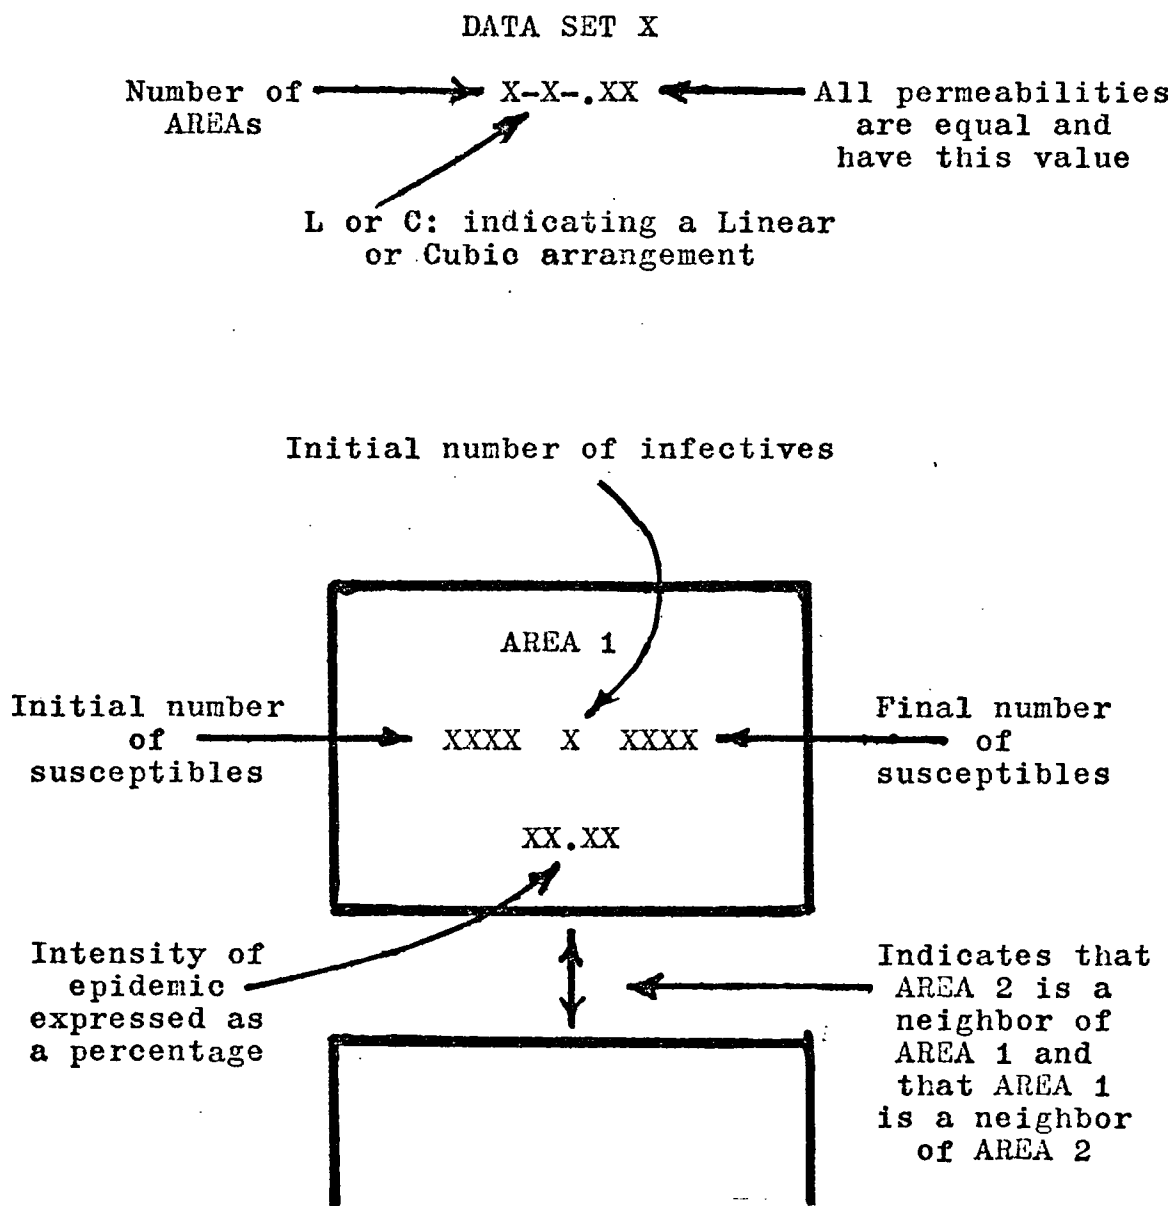 DATA SET X
Number of
AREAs
X-X-.XX
All permeabilities
are equal and
have this value
L or C: indicating a Linear
or Cubic arrangement
Initial number of infectives
AREA 1
Initial number
of
susceptibles
XXXX X XXXX
Final number
of
susceptibles
XX.XX
Intensity of
epidemic
expressed as
a percentage
Indicates that
AREA 2 is a
neighbor of
AREA 1 and
that AREA 1
is a neighbor
of AREA 2